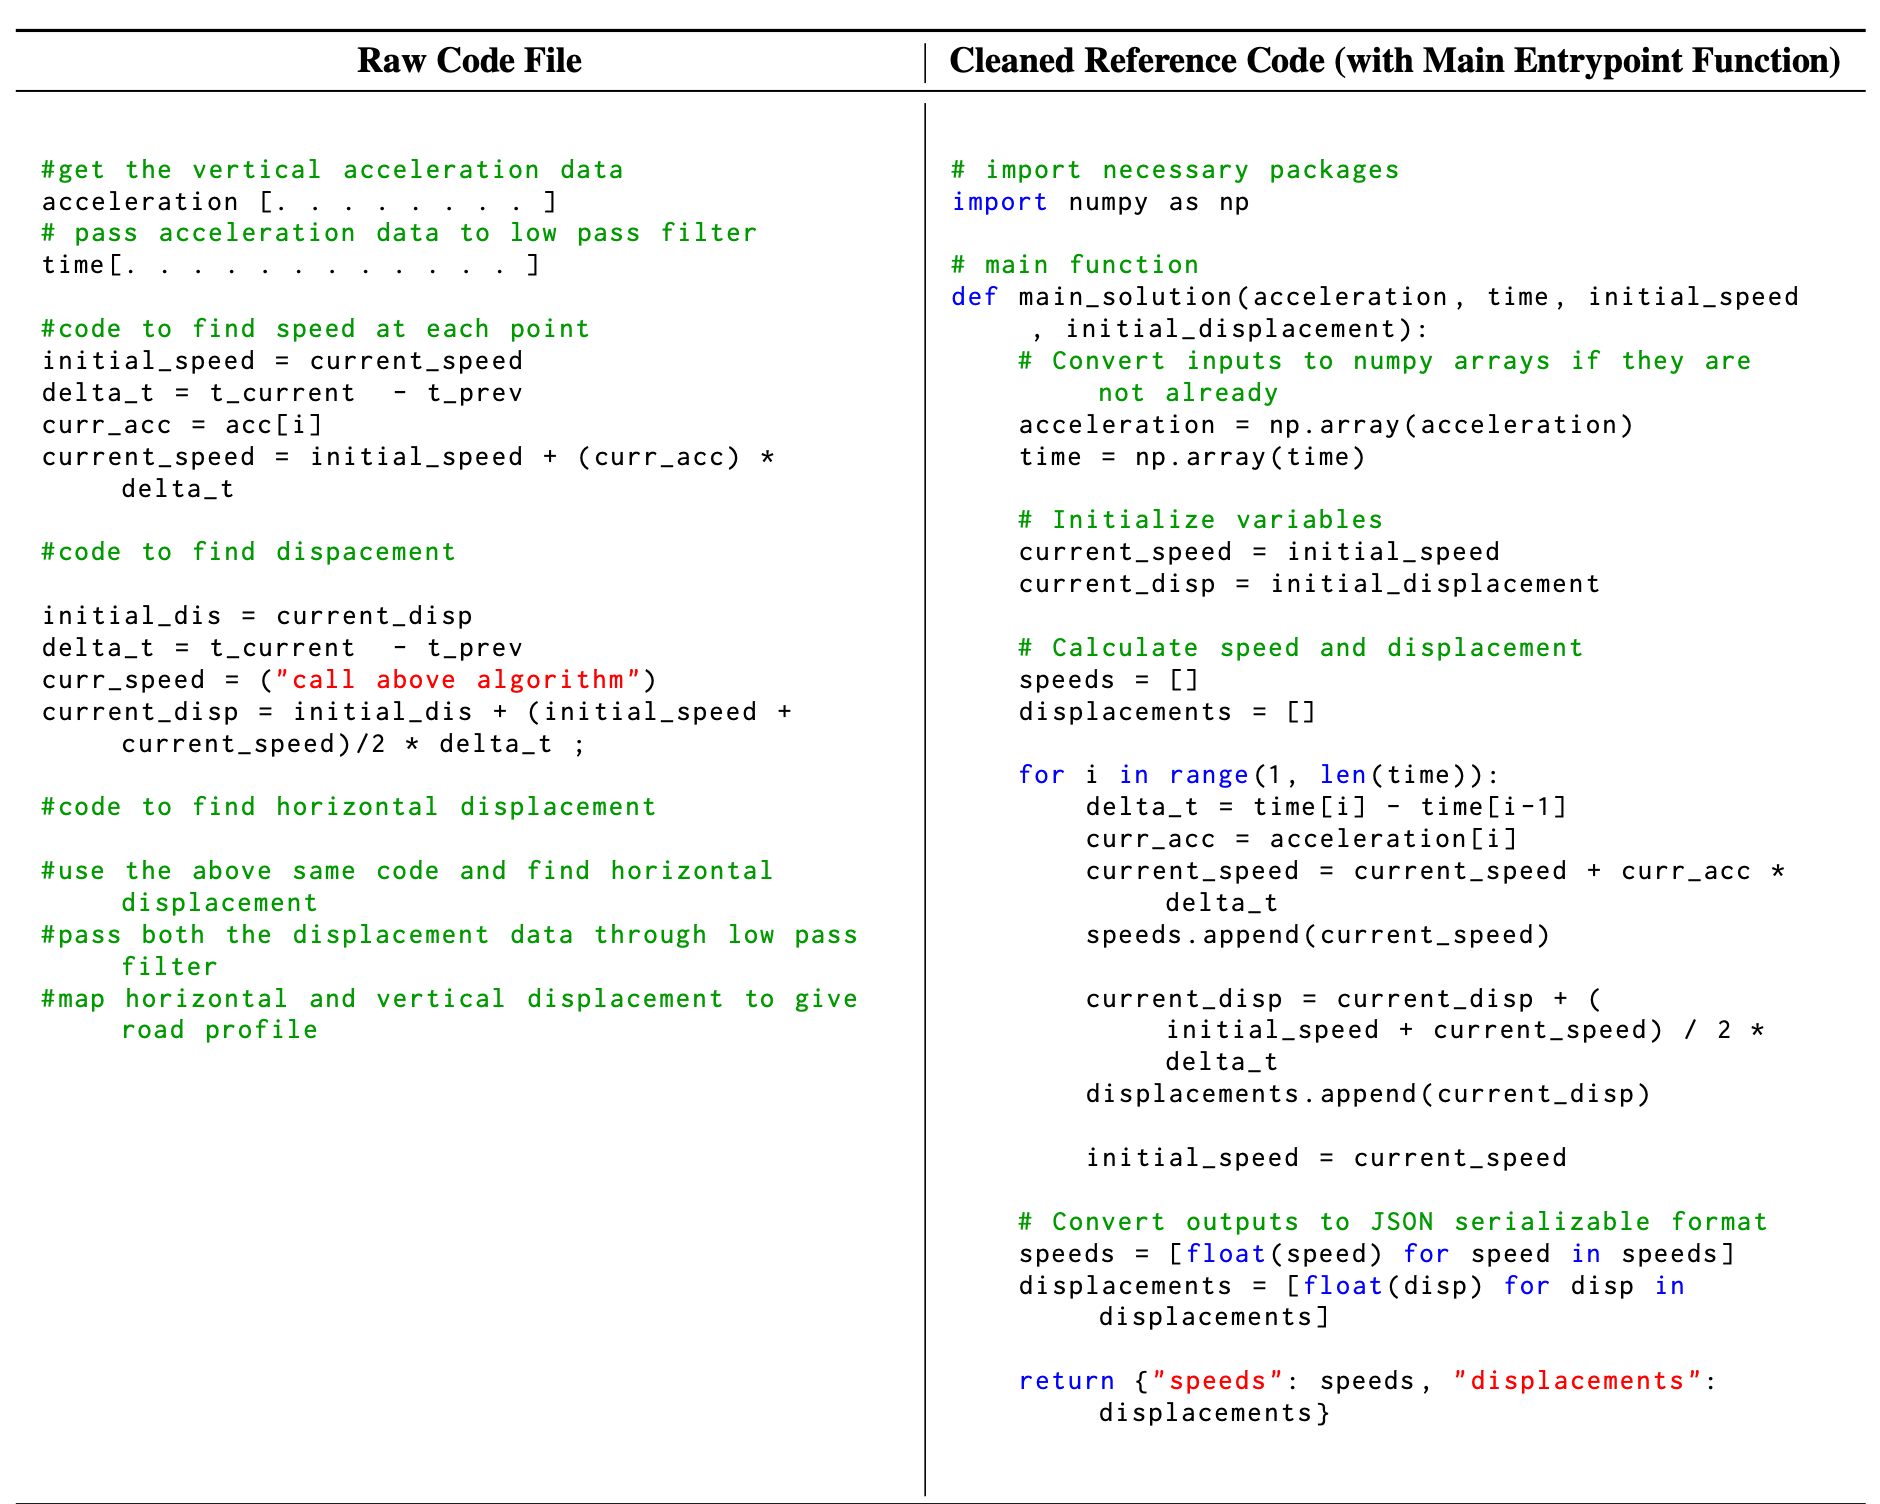 Raw Code File
Cleaned Reference Code (with Main Entrypoint Function)
#get the vertical acceleration data
acceleration [. . . . . . . . ]
# pass acceleration data to low pass filter
time[. . . . . . . . . . . . ]
#code to find speed at each point
initial_speed = current_speed
delta_t = t_current  - t_prev
curr_acc = acc[i]
current_speed = initial_speed + (curr_acc) *
delta_t
#code to find dispacement
initial_dis = current_disp
delta_t = t_current  - t_prev
curr_speed = ("call above algorithm")
current_disp = initial_dis + (initial_speed +
current_speed)/2 * delta_t ;
#code to find horizontal displacement
#use the above same code and find horizontal
displacement
#pass both the displacement data through low pass
filter
#map horizontal and vertical displacement to give
road profile
# import necessary packages
import numpy as np
# main function
def main_solution(acceleration, time, initial_speed
, initial_displacement):
# Convert inputs to numpy arrays if they are
not already
acceleration = np.array(acceleration)
time = np.array(time)
# Initialize variables
current_speed = initial_speed
current_disp = initial_displacement
# Calculate speed and displacement
speeds = []
displacements = []
for i in range(1, len(time)):
delta_t = time[i] - time[i-1]
curr_acc = acceleration[i]
current_speed = current_speed + curr_acc *
delta_t
speeds.append(current_speed)
current_disp = current_disp + (
initial_speed + current_speed) / 2 *
delta_t
displacements.append(current_disp)
initial_speed = current_speed
# Convert outputs to JSON serializable format
speeds = [float(speed) for speed in speeds]
displacements = [float(disp) for disp in
displacements]
return {"speeds": speeds, "displacements":
displacements}